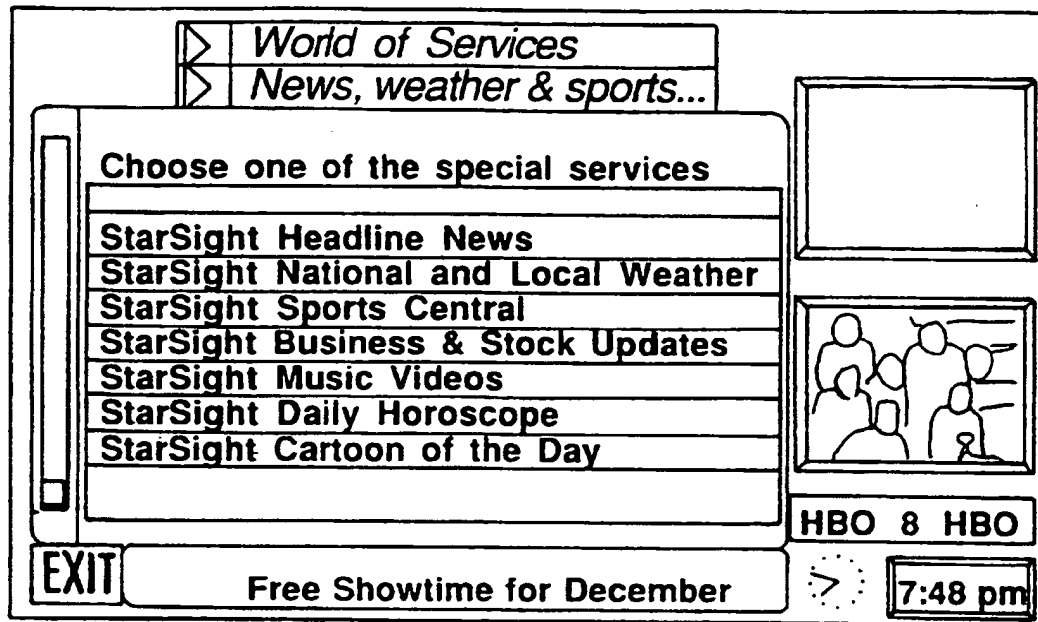 World of Services
News, weather & sports...
Choose one of the special services
StarSight Headline News
StarSight National and Local Weather
StarSight Sports Central
StarSight Business & Stock Updates
StarSight Music Videos
StarSight Daily Horoscope
StarSight Cartoon of the Day
HBO 8 HBO
EXIT
Free Showtime for December
7:48 pm